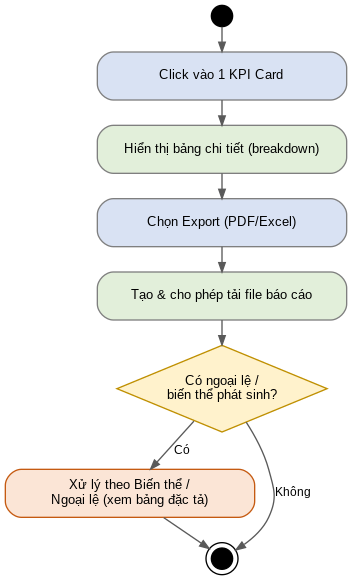 Click vào 1 KPI Card
Hiển thị bảng chi tiết (breakdown)
Chọn Export (PDF/Excel)
Tạo & cho phép tải file báo cáo
Có ngoại lệ /
biến thể phát sinh?
Có
Không
Xử lý theo Biến thể /
Ngoại lệ (xem bảng đặc tả)